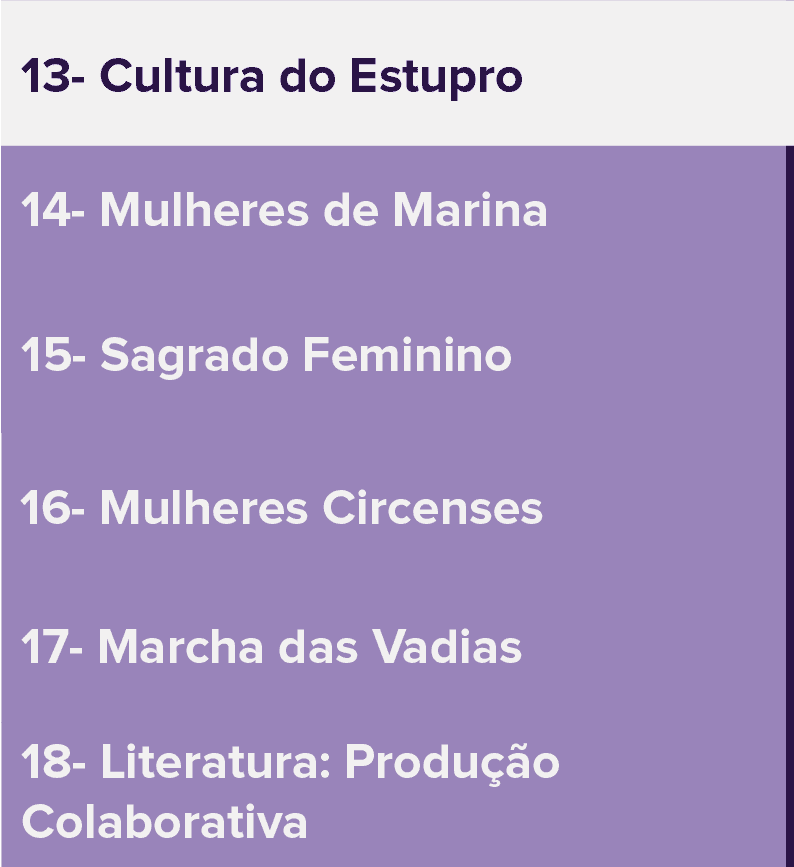 13- Cultura do Estupro
14- Mulheres de Marina
15- Sagrado Feminino
16- Mulheres Circenses
17- Marcha das Vadias
18- Literatura: Produção
Colaborativa